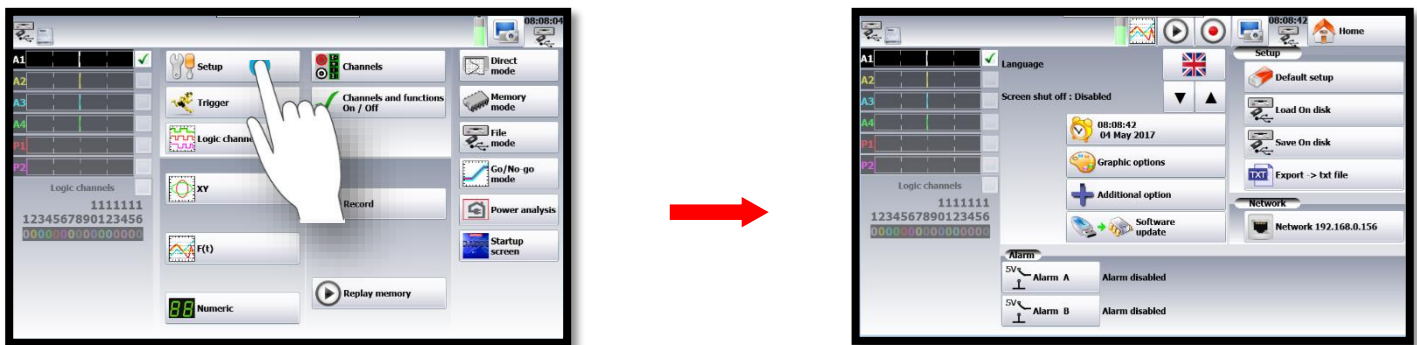 08:08:04
A1
A2
A3
A4
P1
P2
Logic channels
1111111
1234567890123456
0000000000000000
Setup
Trigger
Logic channe
XY
F(t)
Numeric
Channels
Channels and functions
On / Off
Record
Replay memory
Direct
mode
Memory
mode
File
mode
Go/No-go
mode
Power analysis
Startup
screen
08:08:42
Home
A1
A2
A3
A4
P1
P2
Logic channels
1111111
1234567890123456
0000000000000000
Language
Screen shut off : Disabled
08:08:42
04 May 2017
Graphic options
Additional option
Software
update
Setup
Default setup
Load On disk
Save On disk
TXT Export -> txt file
Network
Network 192.168.0.156
Alarm
5V Alarm A Alarm disabled
5V Alarm B Alarm disabled